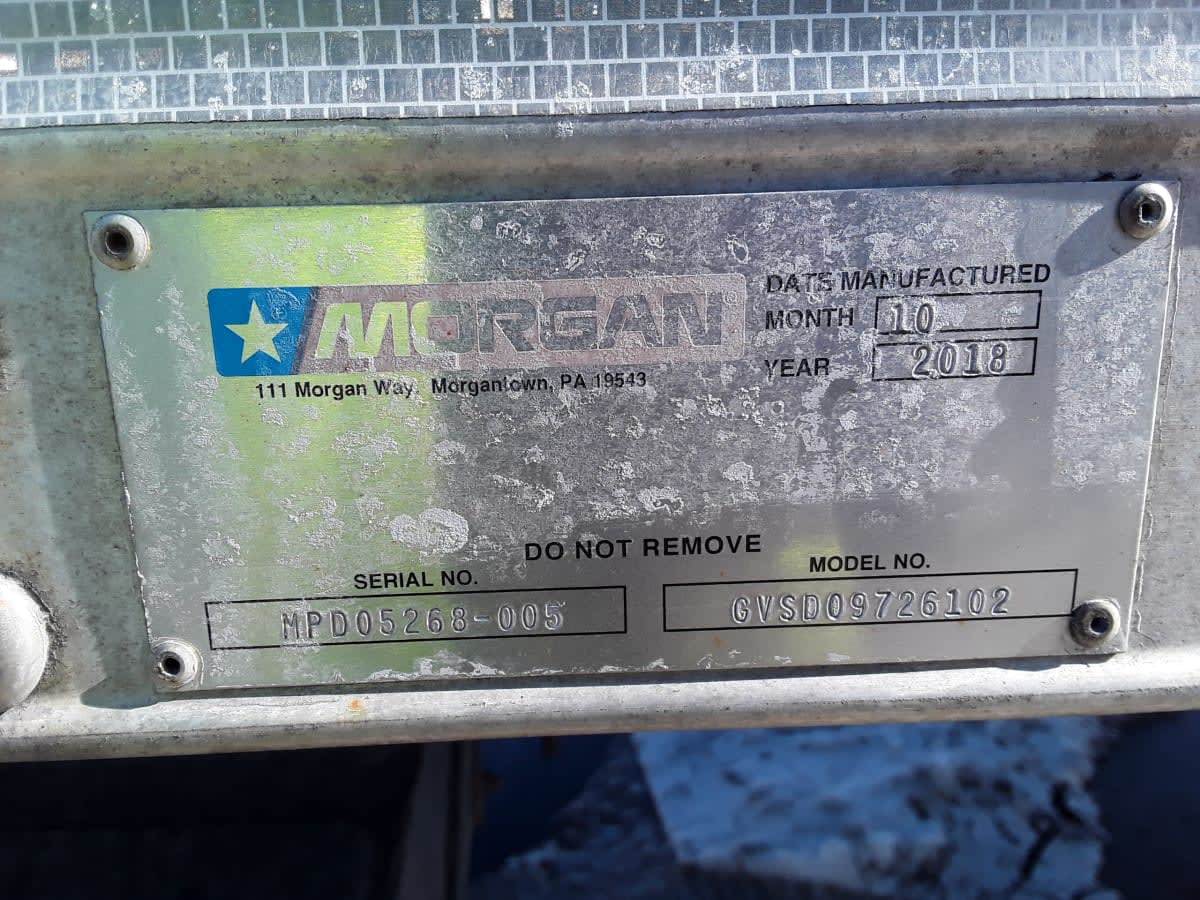 MORGAN
111 Morgan Way, Morgantown, PA 19543
DATE MANUFACTURED
MONTH 10
YEAR 2018
DO NOT REMOVE
SERIAL NO.
MPD05268-005
MODEL NO.
GVSD09726102